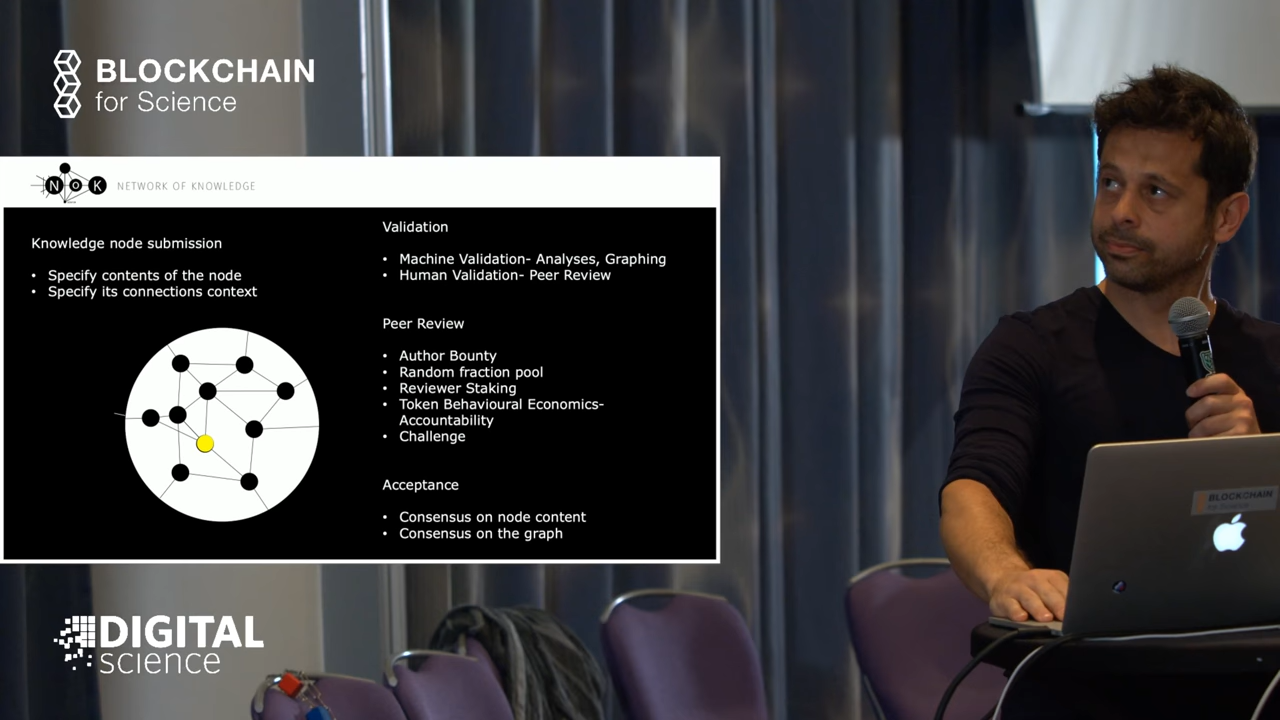 BLOCKCHAIN
for Science
NOK NETWORK OF KNOWLEDGE
Knowledge node submission
• Specify contents of the node
• Specify its connections context
Validation
• Machine Validation- Analyses, Graphing
• Human Validation- Peer Review
Peer Review
• Author Bounty
• Random fraction pool
• Reviewer Staking
• Token Behavioural Economics-
Accountability
• Challenge
Acceptance
• Consensus on node content
• Consensus on the graph
DIGITAL
science
BLOCKCHAIN
for Science